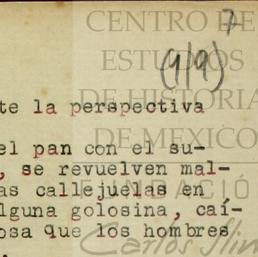 CENTRO DE
ESTUDIOS
DE HISTORIA
DE MEXICO
FUNDACIÓ
Carlos Slim
7
(1/9)
te la perspectiva
el pan con el su-
, se revuelven mal-
as callejuelas en
lguna golosina, caí-
osa que los hombres